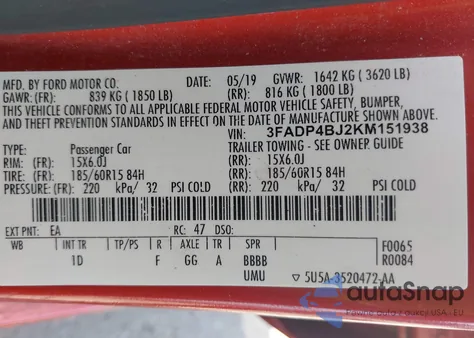 MFD. BY FORD MOTOR CO. DATE: 05/19 GVWR: 1642 KG ( 3620 LB)
GAWR: (FR) 839 KG ( 1850 LB) (RR) 816 KG ( 1800 LB)
THIS VEHICLE CONFORMS TO ALL APPLICABLE FEDERAL MOTOR VEHICLE SAFETY, BUMPER,
AND THEFT PREVENTION STANDARDS IN EFFECT ON THE DATE OF MANUFACTURE SHOWN ABOVE.
VIN: 3FADP4BJ2KM151938
TYPE: Passenger Car TRAILER TOWING - SEE OWNER GUIDE
RIM: (FR) 15X6.0J (RR): 15X6.0J
TIRE: (FR) 185/60R15 84H (RR): 185/60R15 84H
PRESSURE: (FR) 220 kPa/ 32 PSI COLD (RR): 220 kPa/ 32 PSI COLD
EXT PNT: EA RC: 47 DSO:
WB INT TR TP/PS R AXLE TR SPR F0065
1D F GG A BBBB R0084
UMU ▽ 5U5A-3520472-AA
autoSnap
USA - EU